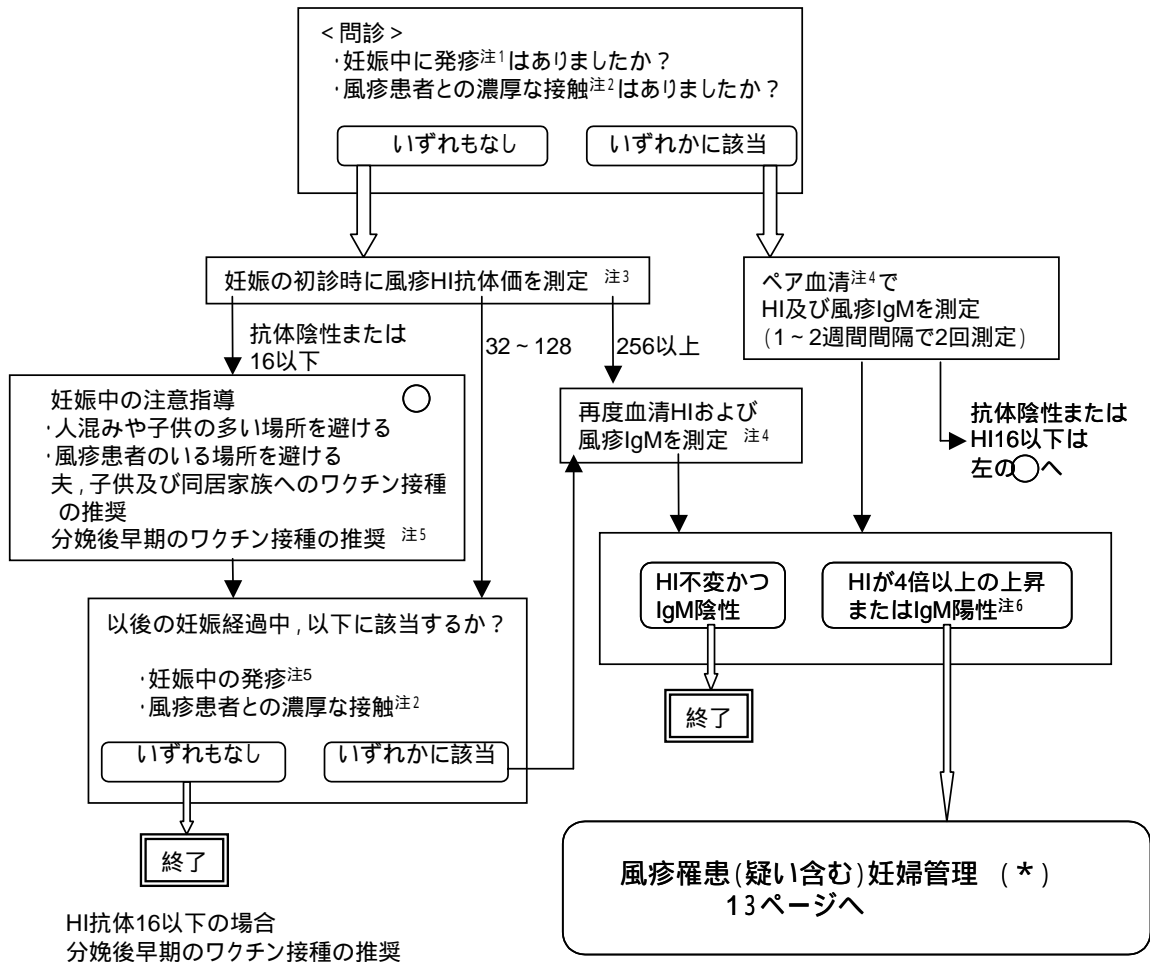 <問診>
・妊娠中に発疹注1はありましたか？
・風疹患者との濃厚な接触注2はありましたか？
いずれもなし
いずれかに該当
妊娠の初診時に風疹HI抗体価を測定 注3
ペア血清注4で
HI及び風疹IgMを測定
(1～2週間間隔で2回測定)
抗体陰性または
16以下
32～128
256以上
妊娠中の注意指導 ○
・人混みや子供の多い場所を避ける
・風疹患者のいる場所を避ける
夫,子供及び同居家族へのワクチン接種
の推奨
分娩後早期のワクチン接種の推奨 注5
再度血清HIおよび
風疹IgMを測定 注4
抗体陰性または
HI16以下は
左の○へ
HI不変かつ
IgM陰性
HIが4倍以上の上昇
またはIgM陽性注6
以後の妊娠経過中,以下に該当するか？
・妊娠中の発疹注5
・風疹患者との濃厚な接触注2
いずれもなし
いずれかに該当
終了
終了
風疹罹患(疑い含む)妊婦管理 (*)
13ページへ
HI抗体16以下の場合
分娩後早期のワクチン接種の推奨